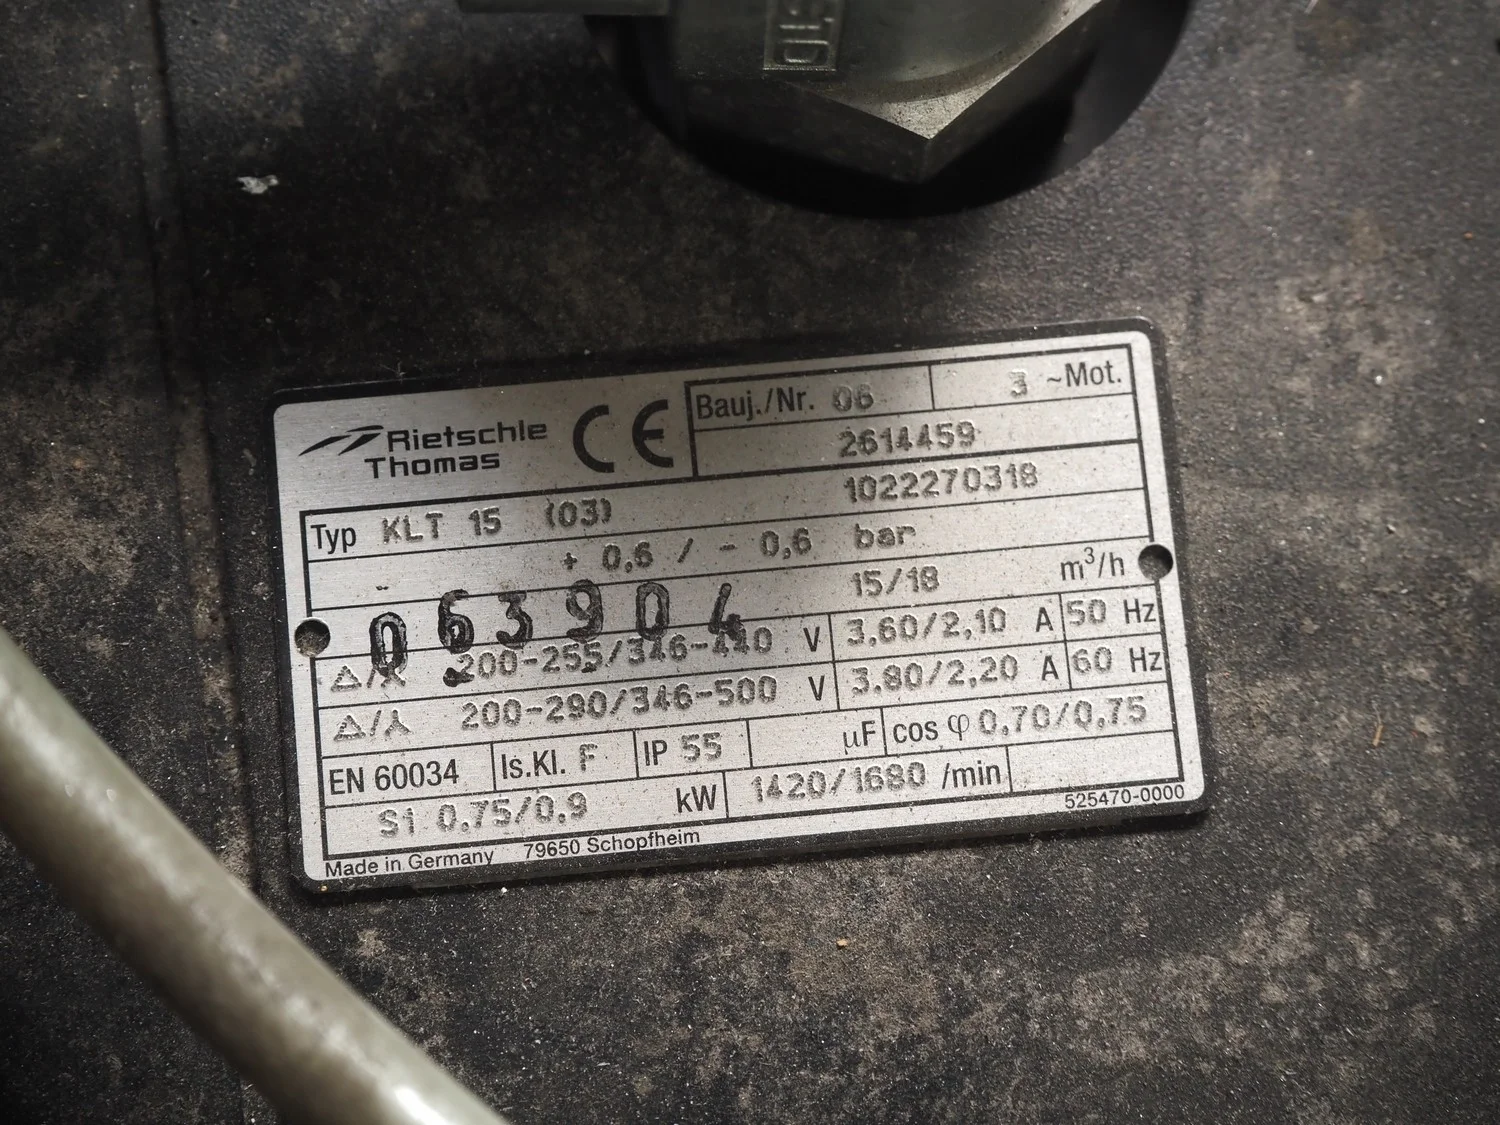 Rietschle
Thomas
CE
Bauj./Nr. 06 3 ~Mot.
2614459
Typ KLT 15 (03) 1022270318
+ 0,6 / - 0,6 bar
- 15/18 m³/h
063904
△/⅄ 200-255/346-440 V 3,60/2,10 A 50 Hz
△/⅄ 200-290/346-500 V 3,80/2,20 A 60 Hz
EN 60034 Is.Kl. F IP 55 µF cos φ 0,70/0,75
S1 0,75/0,9 kW 1420/1680 /min
525470-0000
Made in Germany 79650 Schopfheim